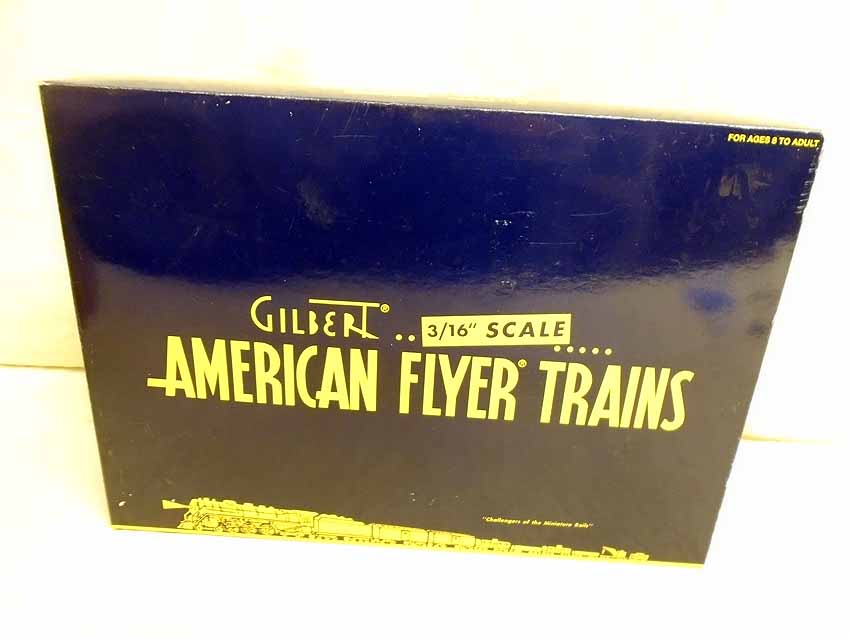 FOR AGES 8 TO ADULT
GILBERT®
3/16" SCALE
AMERICAN FLYER® TRAINS
"Challengers of the Miniature Rails"